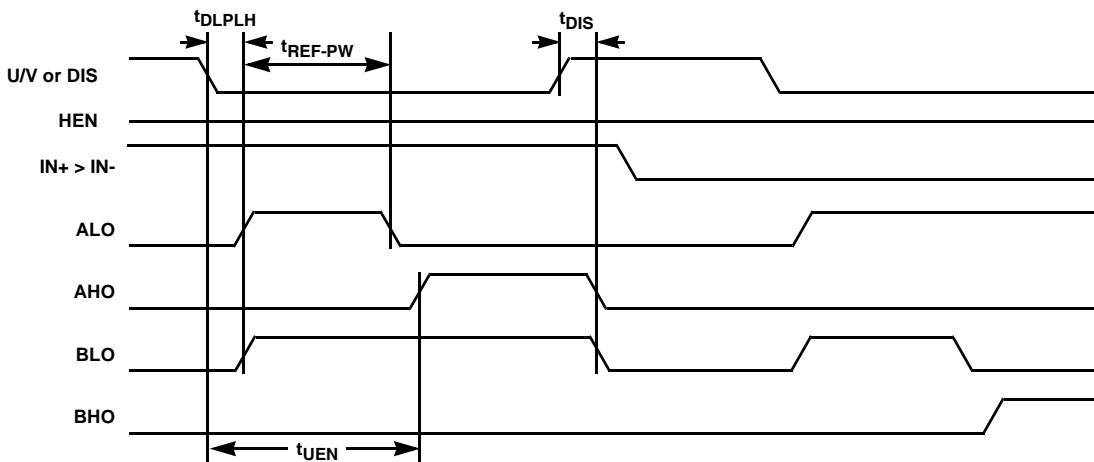 tDLPLH
tDIS
tREF-PW
U/V or DIS
HEN
IN+ > IN-
ALO
AHO
BLO
BHO
tUEN